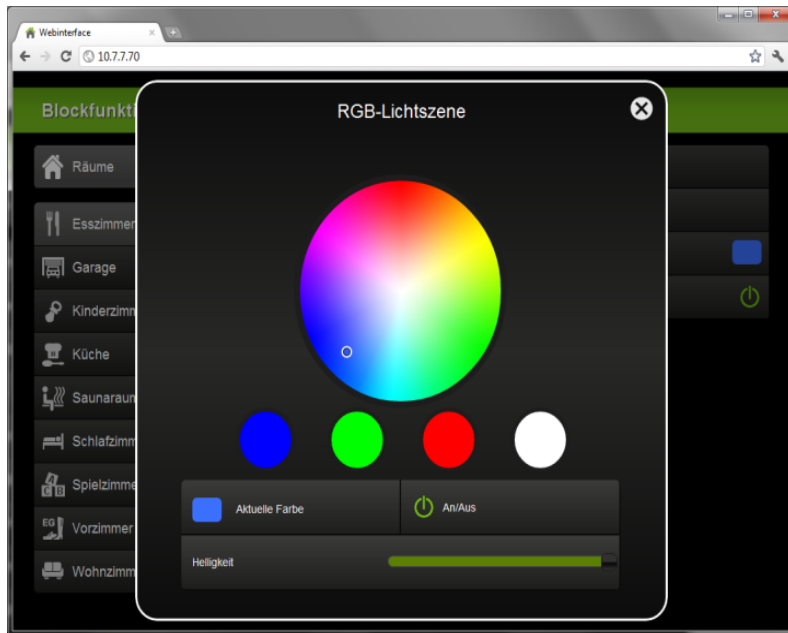 Webinterface
10.7.7.70
Blockfunkti
RGB-Lichtszene
Räume
Esszimmer
Garage
Kinderzimm
Küche
Saunaraum
Schlafzimm
Spielzimme
EG Vorzimmer
Wohnzimm
Aktuelle Farbe
An/Aus
Helligkeit